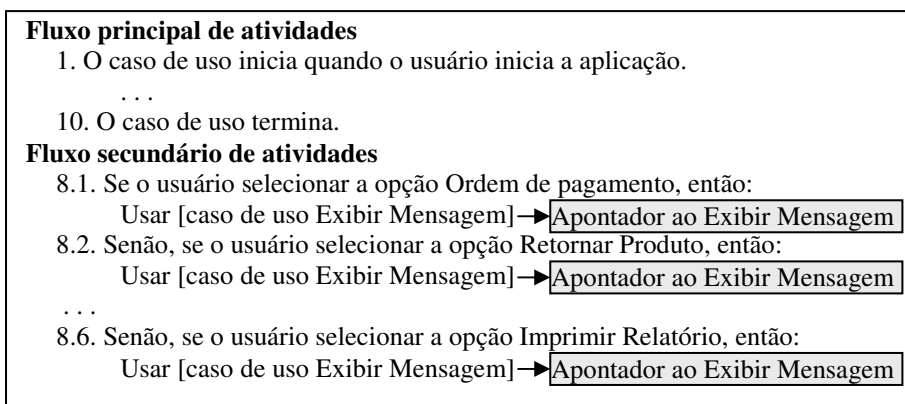 Fluxo principal de atividades
1. O caso de uso inicia quando o usuário inicia a aplicação.
. . .
10. O caso de uso termina.
Fluxo secundário de atividades
8.1. Se o usuário selecionar a opção Ordem de pagamento, então:
Usar [caso de uso Exibir Mensagem] Apontador ao Exibir Mensagem
8.2. Senão, se o usuário selecionar a opção Retornar Produto, então:
Usar [caso de uso Exibir Mensagem] Apontador ao Exibir Mensagem
. . .
8.6. Senão, se o usuário selecionar a opção Imprimir Relatório, então:
Usar [caso de uso Exibir Mensagem] Apontador ao Exibir Mensagem